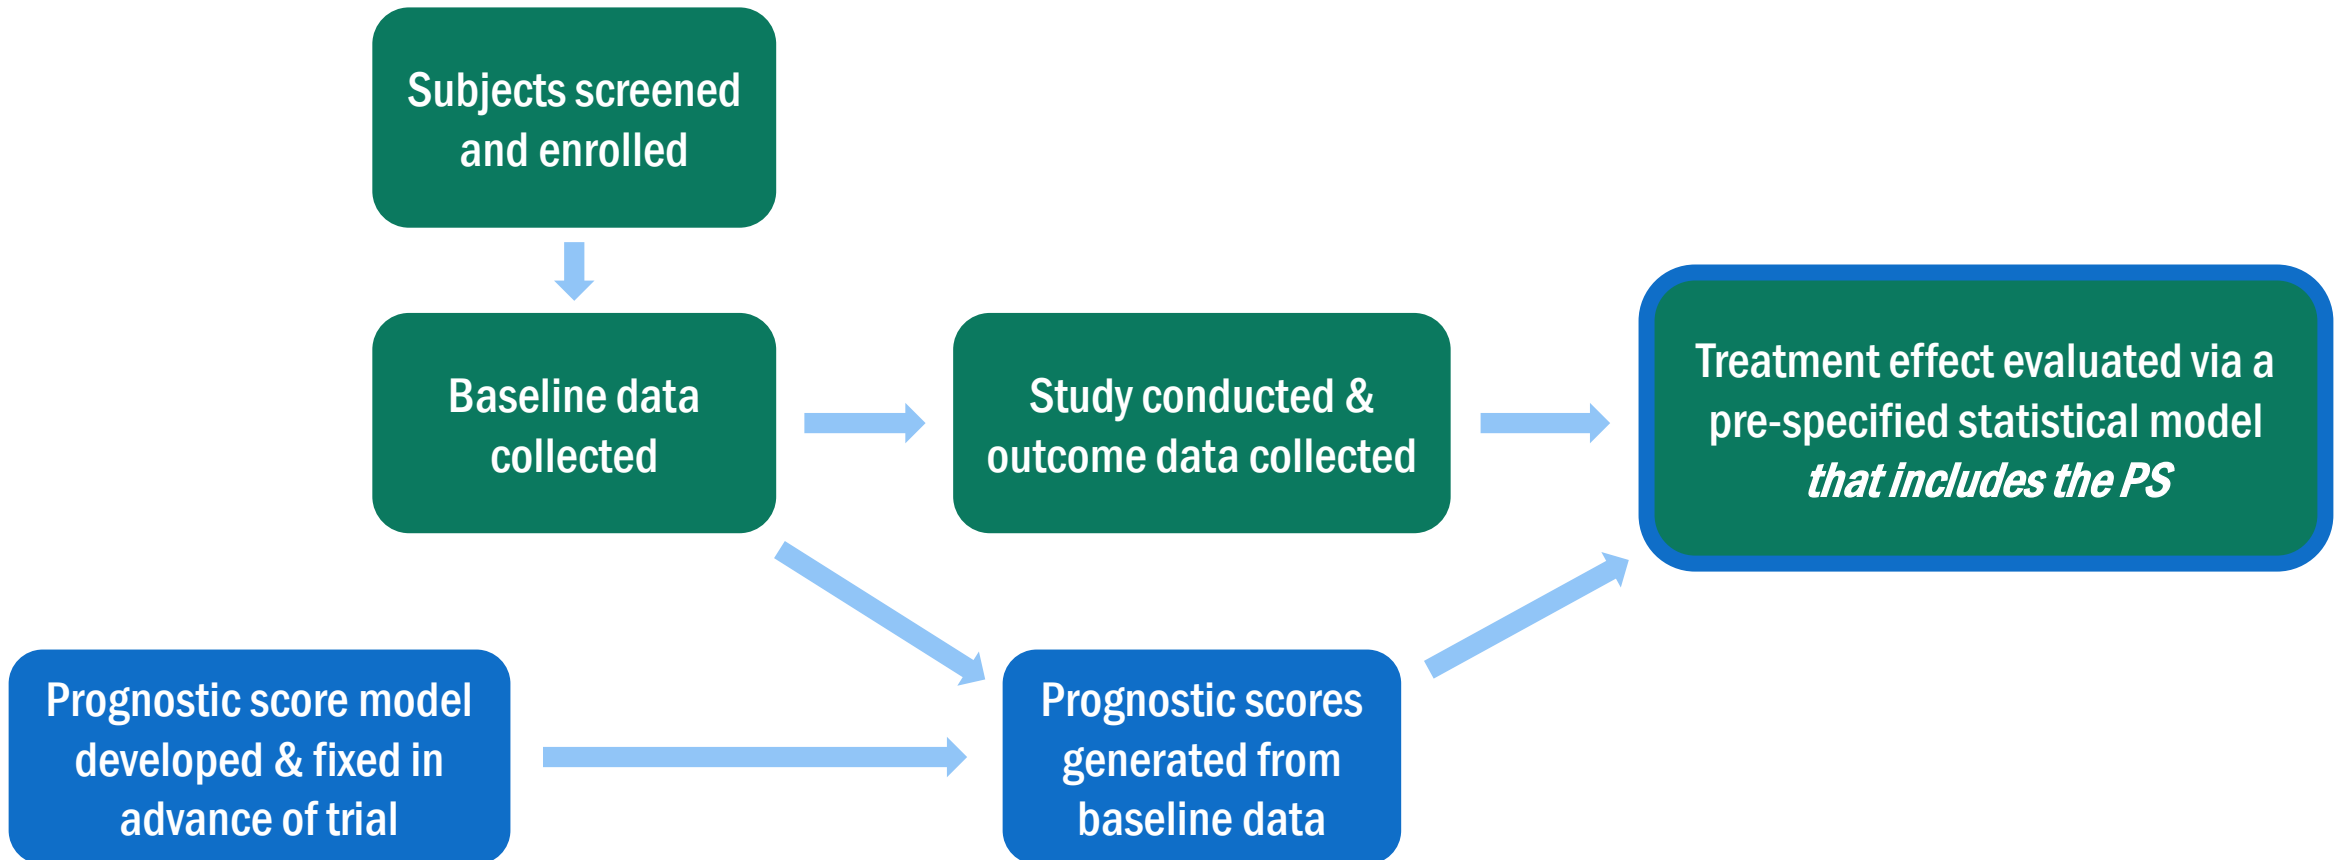 Subjects screened
and enrolled
Baseline data
collected
Study conducted &
outcome data collected
Treatment effect evaluated via a
pre-specified statistical model
that includes the PS
Prognostic score model
developed & fixed in
advance of trial
Prognostic scores
generated from
baseline data